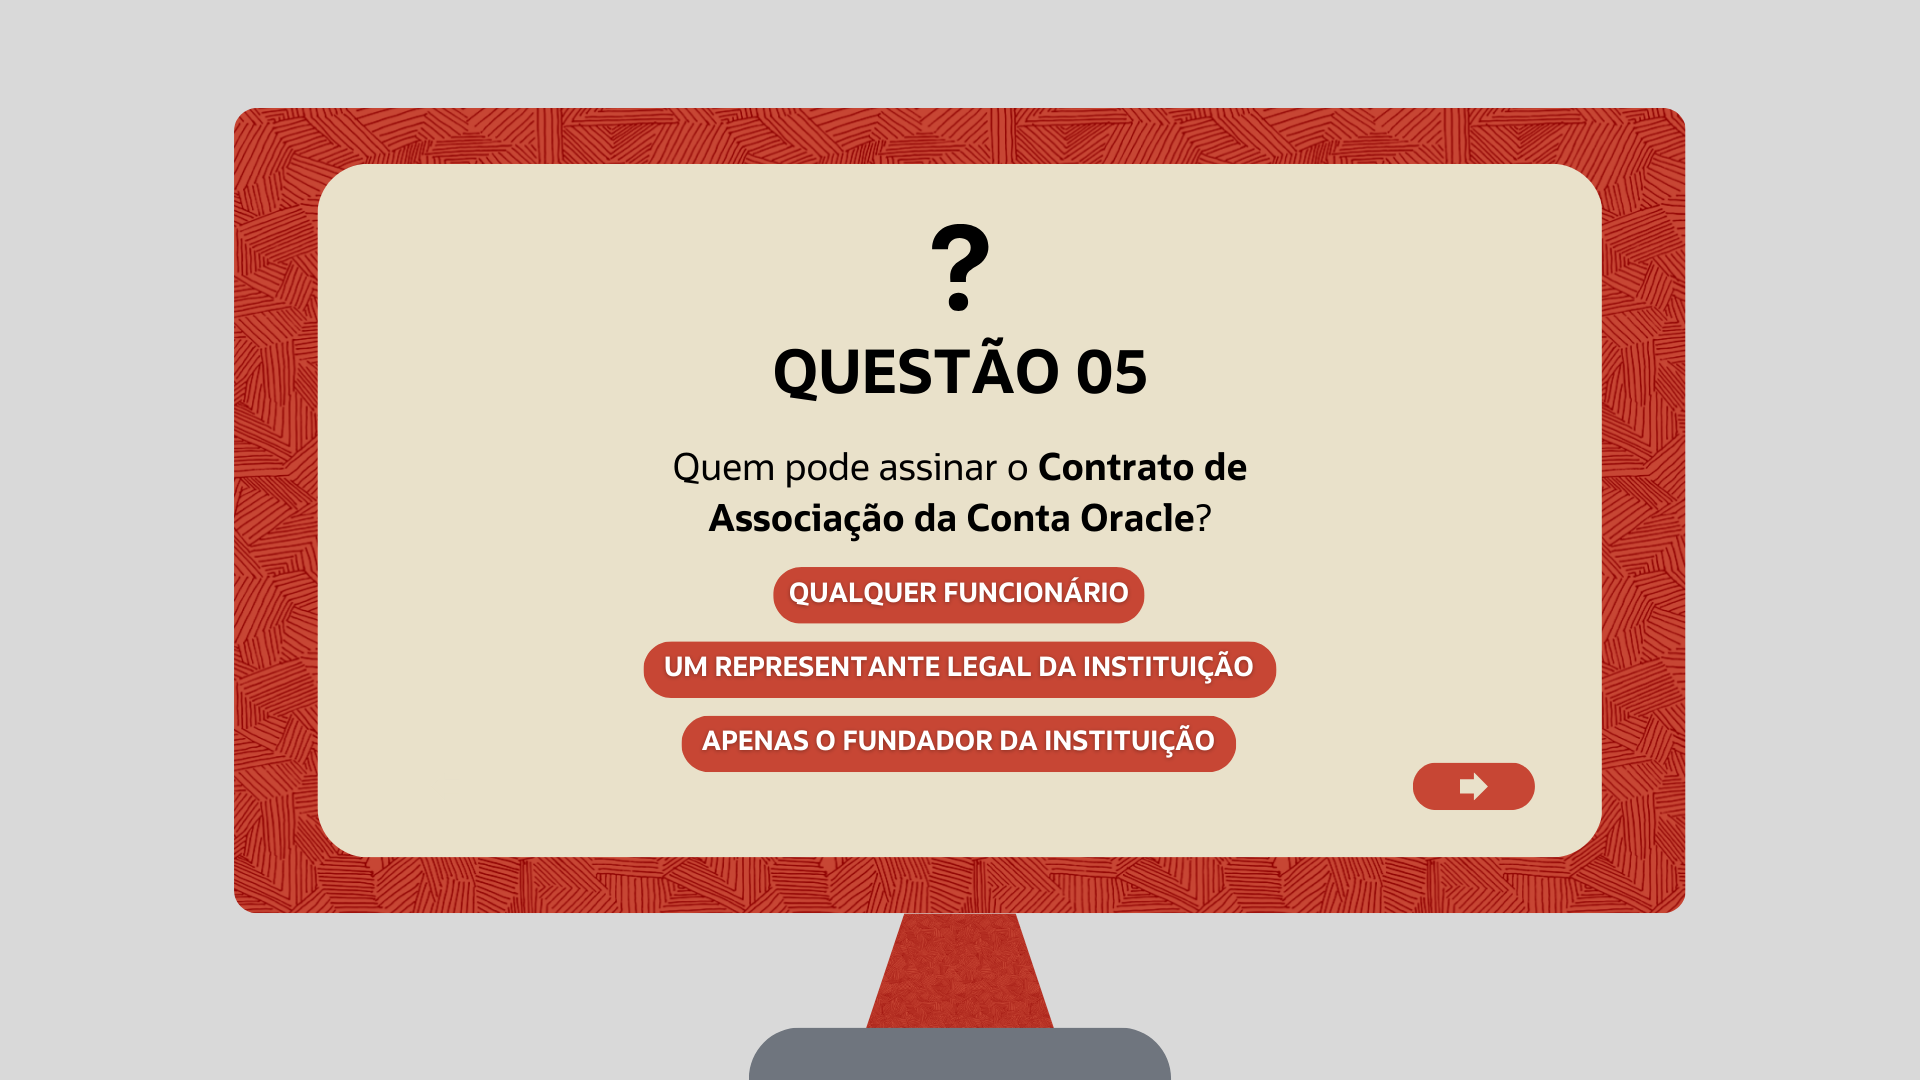 ?
QUESTÃO 05
Quem pode assinar o Contrato de
Associação da Conta Oracle?
QUALQUER FUNCIONÁRIO
UM REPRESENTANTE LEGAL DA INSTITUIÇÃO
APENAS O FUNDADOR DA INSTITUIÇÃO